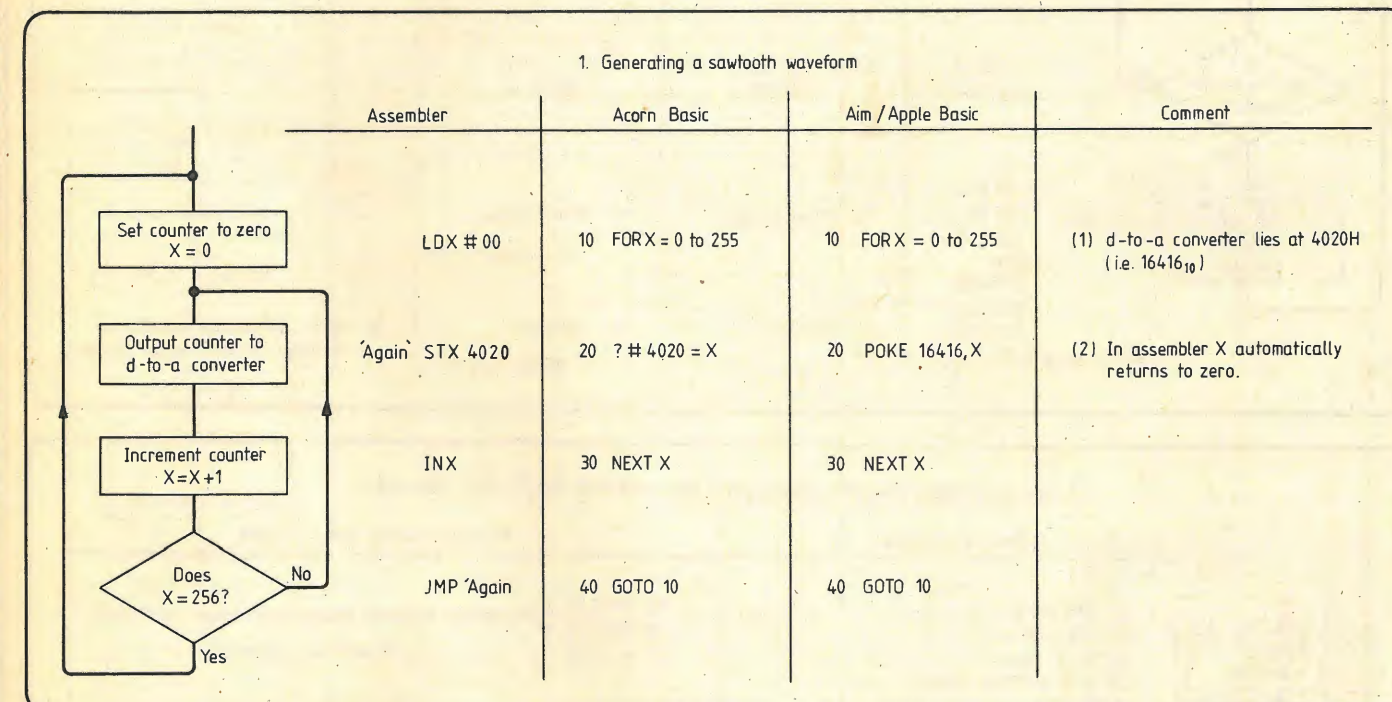 1. Generating a sawtooth waveform
Assembler
Acorn Basic
Aim / Apple Basic
Comment
Set counter to zero
X = 0
LDX # 00
10 FOR X = 0 to 255
10 FOR X = 0 to 255
(1) d-to-a converter lies at 4020H
(i.e. 16416₁₀)
Output counter to
d-to-a converter
'Again' STX 4020
20 ? # 4020 = X
20 POKE 16416,X
(2) In assembler X automatically
returns to zero.
Increment counter
X=X+1
INX
30 NEXT X
30 NEXT X
Does
X = 256?
No
JMP 'Again
40 GOTO 10
40 GOTO 10
Yes